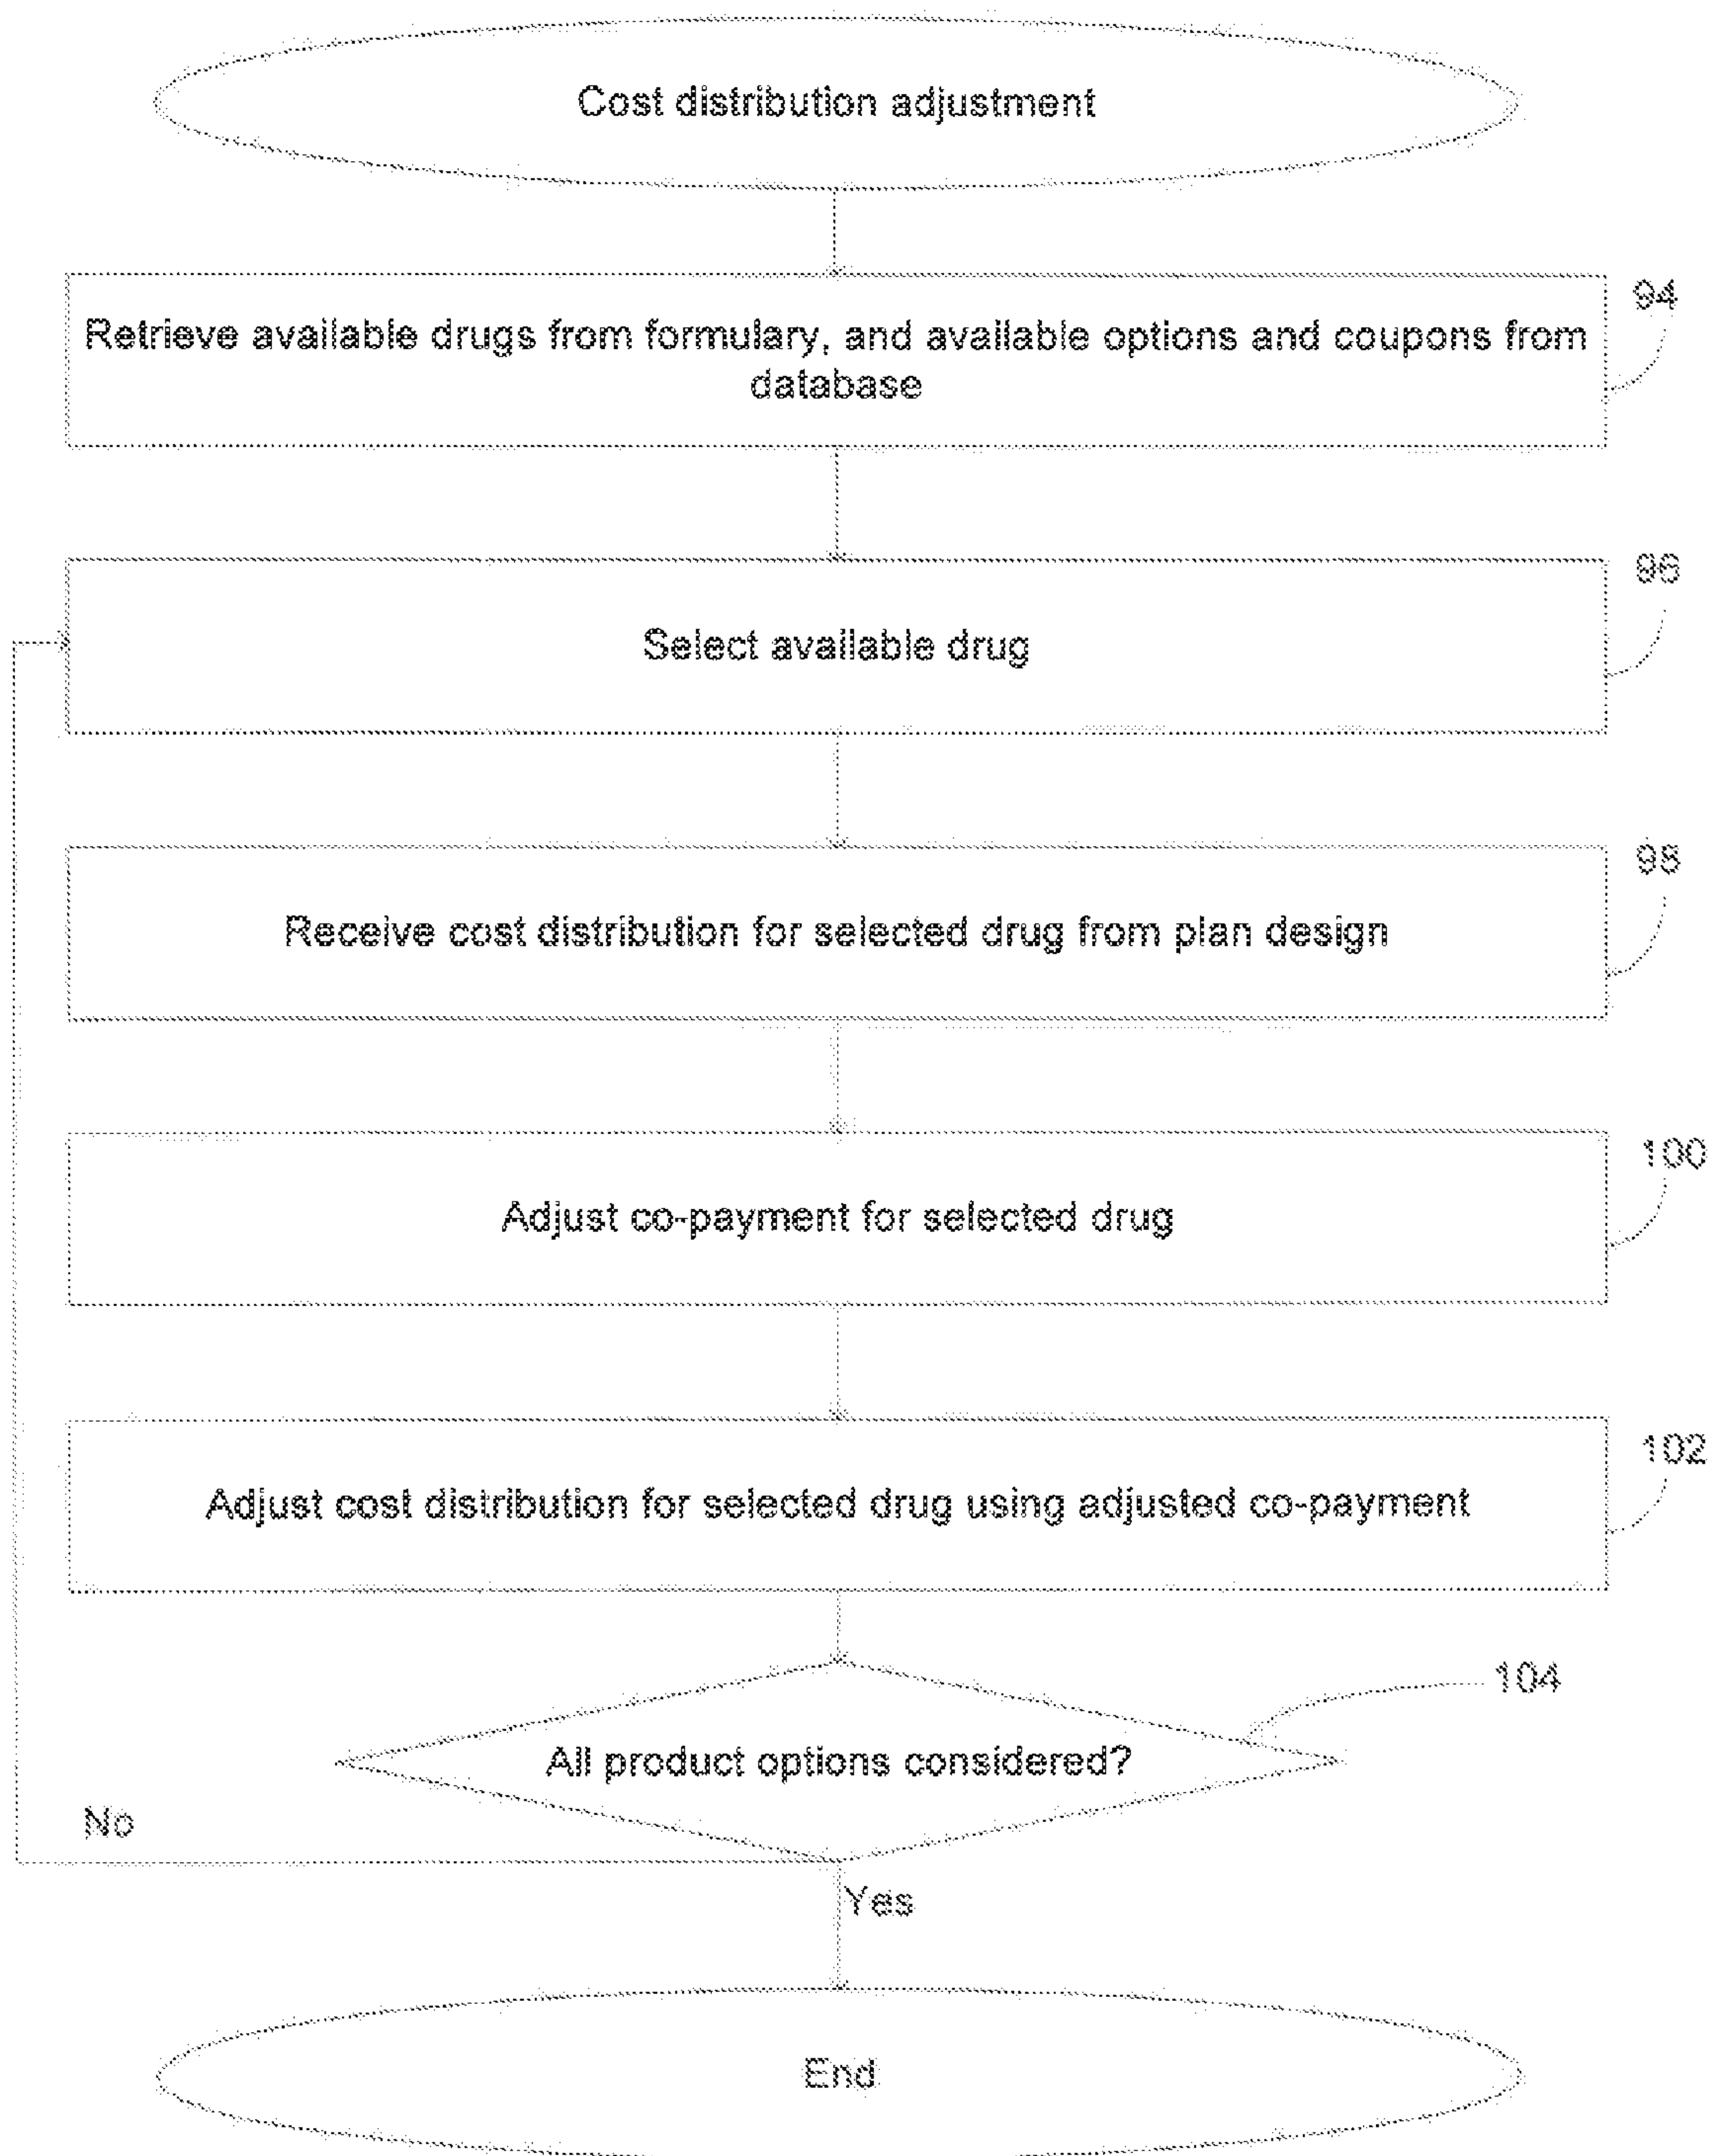 Cost distribution adjustment
94
Retrieve available drugs from formulary, and available options and coupons from
database
96
Select available drug
98
Receive cost distribution for selected drug from plan design
100
Adjust co-payment for selected drug
102
Adjust cost distribution for selected drug using adjusted co-payment
104
All product options considered?
No
Yes
End